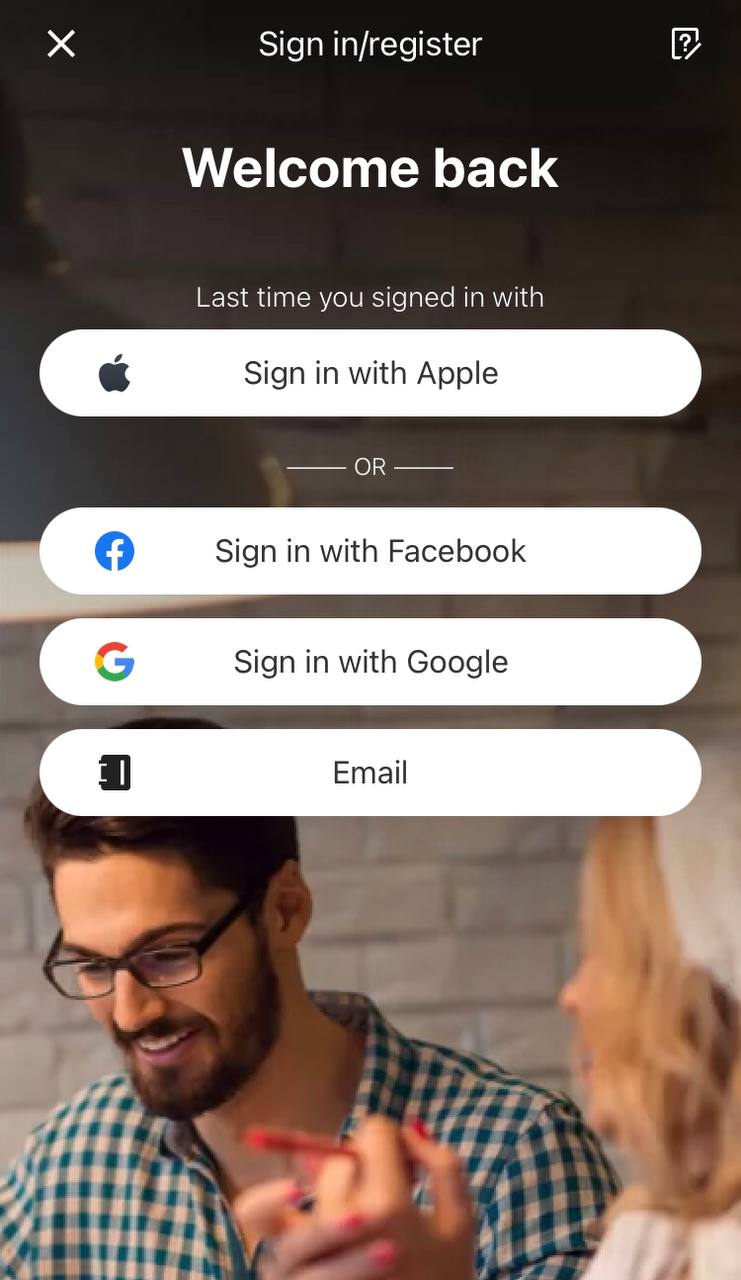 Sign in/register
Welcome back
Last time you signed in with
Sign in with Apple
OR
Sign in with Facebook
Sign in with Google
Email